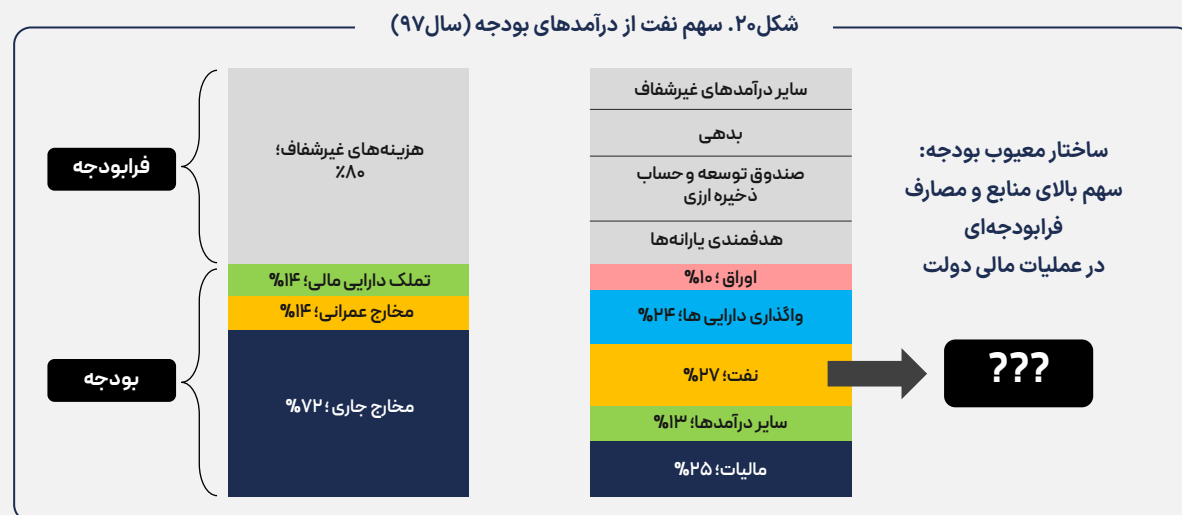 شکل۲۰. سهم نفت از درآمدهای بودجه (سال۹۷)
ساختار معیوب بودجه:
سهم بالای منابع و مصارف
فرابودجه‌ای
در عملیات مالی دولت
???
سایر درآمدهای غیرشفاف
بدهی
صندوق توسعه و حساب
ذخیره ارزی
هدفمندی یارانه‌ها
اوراق؛ ۱۰%
واگذاری دارایی ها؛ ۲۴%
نفت؛ ۲۷%
سایر درآمدها؛ ۱۳%
مالیات؛ ۲۵%
هزینه‌های غیرشفاف؛
۸۰٪
تملک دارایی مالی؛ ۱۴%
مخارج عمرانی؛ ۱۴%
مخارج جاری؛ ۷۲%
فرابودجه
بودجه